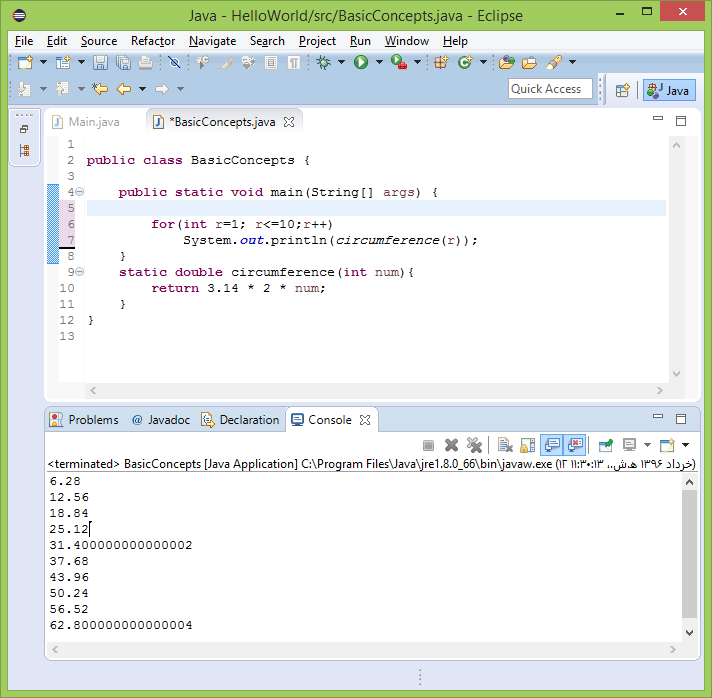 Java - HelloWorld/src/BasicConcepts.java - Eclipse
File Edit Source Refactor Navigate Search Project Run Window Help
Quick Access
Java
Main.java *BasicConcepts.java
1
2 public class BasicConcepts {
3
4 public static void main(String[] args) {
5
6 for(int r=1; r<=10;r++)
7 System.out.println(circumference(r));
8 }
9 static double circumference(int num){
10 return 3.14 * 2 * num;
11 }
12 }
13
Problems @ Javadoc Declaration Console
<terminated> BasicConcepts [Java Application] C:\Program Files\Java\jre1.8.0_66\bin\javaw.exe (۱۲ خرداد ۱۳۹۶ ه‍.ش.،‏ ۱۱:۳۰:۱۳)
6.28
12.56
18.84
25.12
31.400000000000002
37.68
43.96
50.24
56.52
62.800000000000004